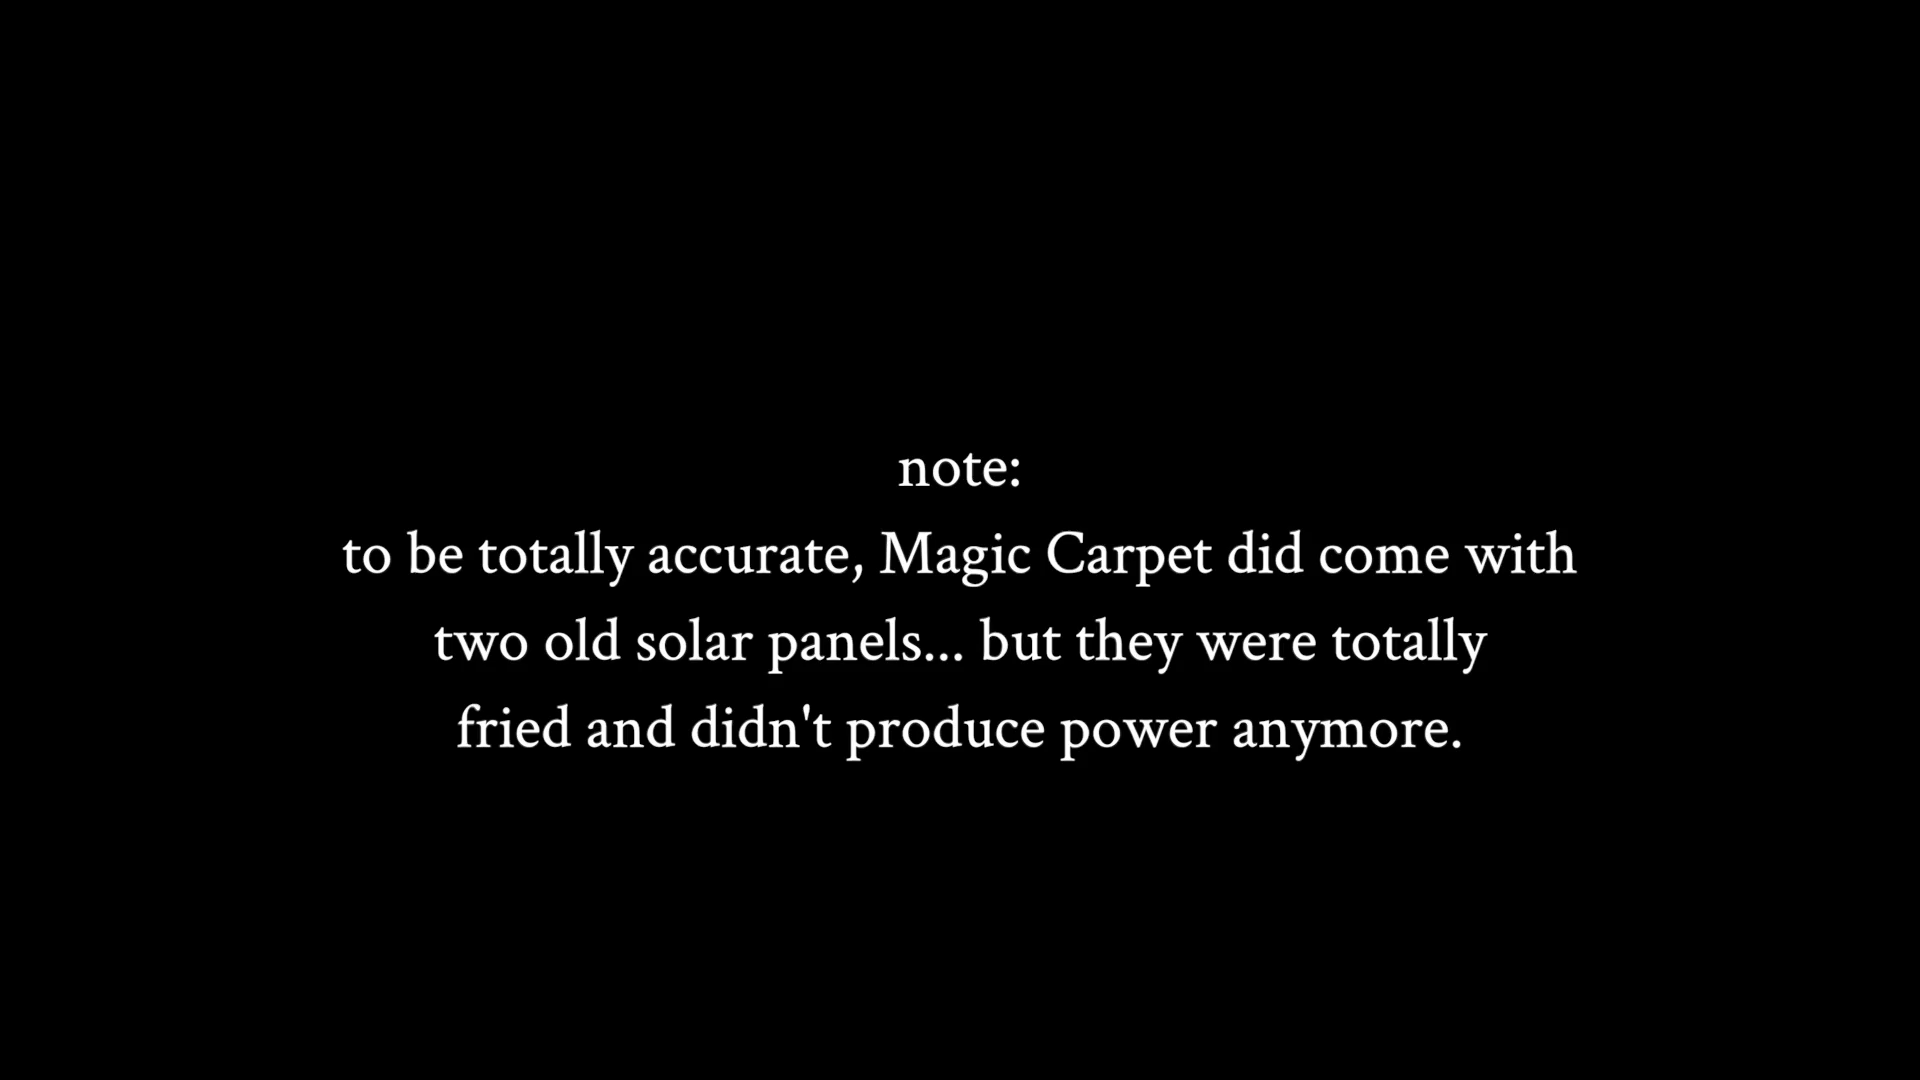 note:
to be totally accurate, Magic Carpet did come with
two old solar panels... but they were totally
fried and didn't produce power anymore.